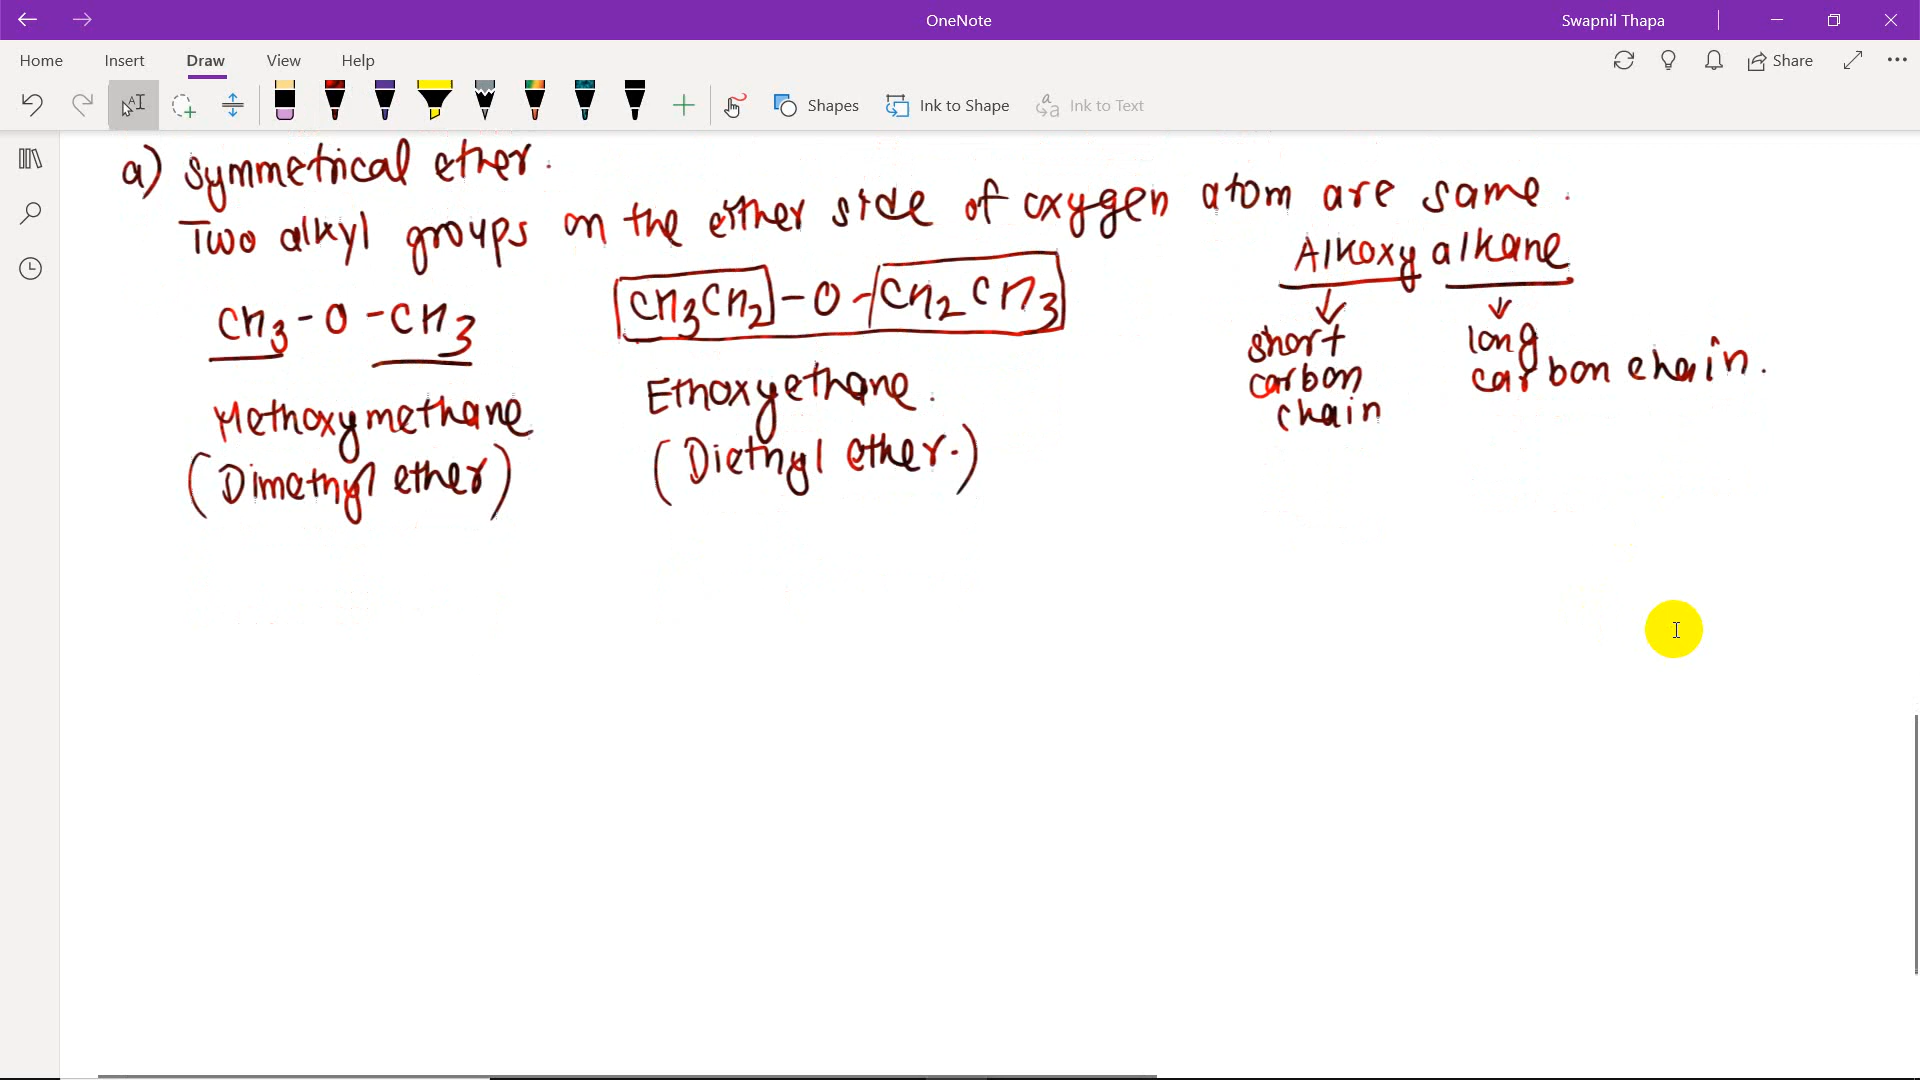 OneNote
Swapnil Thapa
Home Insert Draw View Help
Share
Shapes Ink to Shape Ink to Text
a) Symmetrical ether.
Two alkyl groups on the either side of oxygen atom are same.
CH3-O-CH3
Methoxymethane
(Dimethyl ether)
CH3CH2-O-CH2CH3
Ethoxyethane.
(Diethyl ether.)
Alkoxy alkane
short
carbon
chain
long
carbon chain.